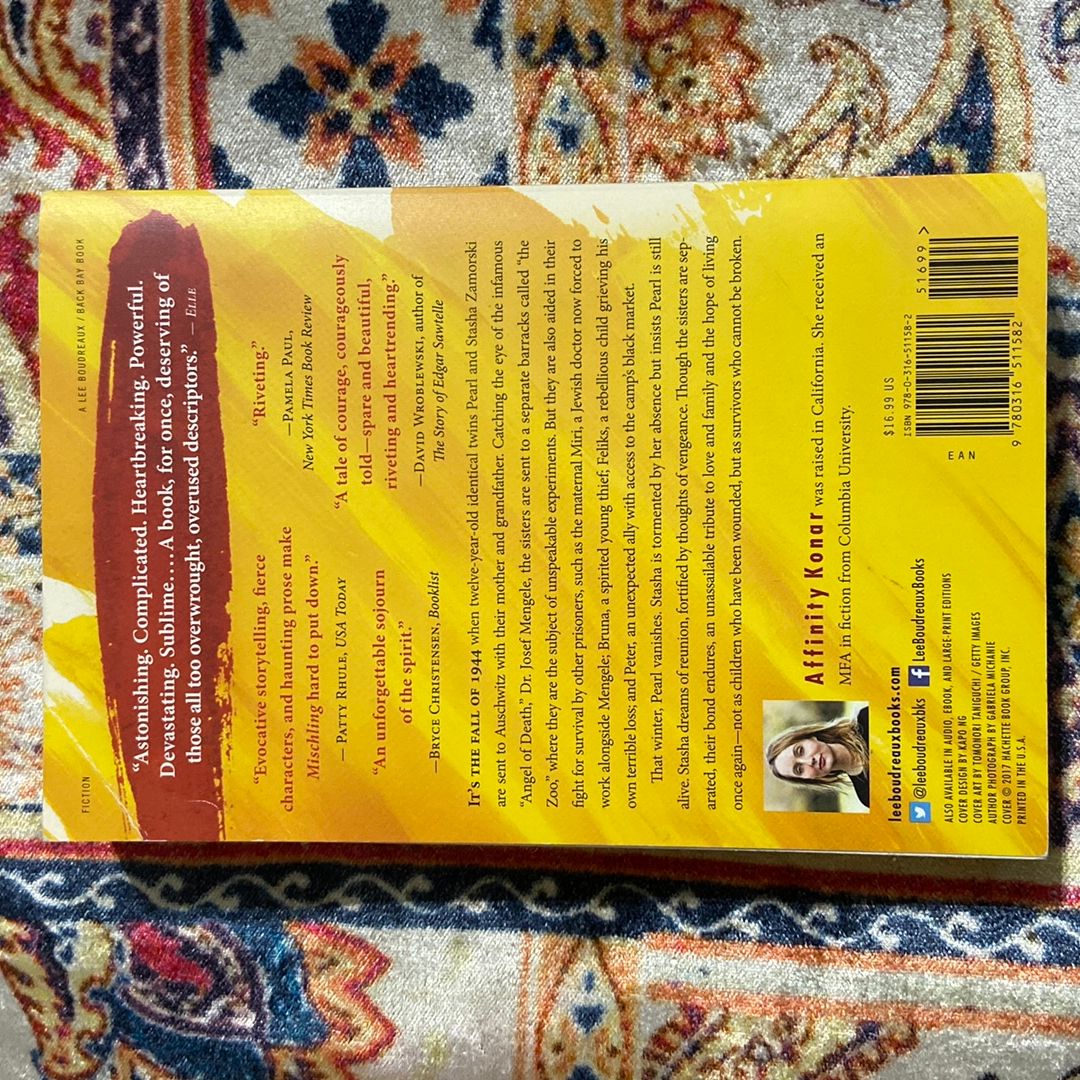 FICTION
A LEE BOUDREAUX / BACK BAY BOOK
“Astonishing. Complicated. Heartbreaking. Powerful.
Devastating. Sublime.…A book, for once, deserving of
those all too overwrought, overused descriptors.” — ELLE
“Evocative storytelling, fierce
characters, and haunting prose make
Mischling hard to put down.”
— PATTY RHULE, USA TODAY
“An unforgettable sojourn
of the spirit.”
—BRYCE CHRISTENSEN, Booklist
“Riveting.”
—PAMELA PAUL,
New York Times Book Review
“A tale of courage, courageously
told—spare and beautiful,
riveting and heartrending.”
—DAVID WROBLEWSKI, author of
The Story of Edgar Sawtelle
IT’S THE FALL OF 1944 when twelve-year-old identical twins Pearl and Stasha Zamorski
are sent to Auschwitz with their mother and grandfather. Catching the eye of the infamous
“Angel of Death,” Dr. Josef Mengele, the sisters are sent to a separate barracks called “the
Zoo,” where they are the subject of unspeakable experiments. But they are also aided in their
fight for survival by other prisoners, such as the maternal Miri, a Jewish doctor now forced to
work alongside Mengele; Bruna, a spirited young thief; Feliks, a rebellious child grieving his
own terrible loss; and Peter, an unexpected ally with access to the camp’s black market.
That winter, Pearl vanishes. Stasha is tormented by her absence but insists Pearl is still
alive. Stasha dreams of reunion, fortified by thoughts of vengeance. Though the sisters are sep-
arated, their bond endures, an unassailable tribute to love and family and the hope of living
once again—not as children who have been wounded, but as survivors who cannot be broken.
Affinity Konar was raised in California. She received an
MFA in fiction from Columbia University.
leeboudreauxbooks.com
@leeboudreauxbks
LeeBoudreauxBooks
ALSO AVAILABLE IN AUDIO, EBOOK, AND LARGE-PRINT EDITIONS
COVER DESIGN BY KAPO NG
COVER ART BY TOMONORI TANIGUCHI / GETTY IMAGES
AUTHOR PHOTOGRAPH BY GABRIELA MICHANIE
COVER © 2017 HACHETTE BOOK GROUP, INC.
PRINTED IN THE U.S.A.
$16.99 US
ISBN 978-0-316-51158-2
EAN
9 780316 511582
51699 >